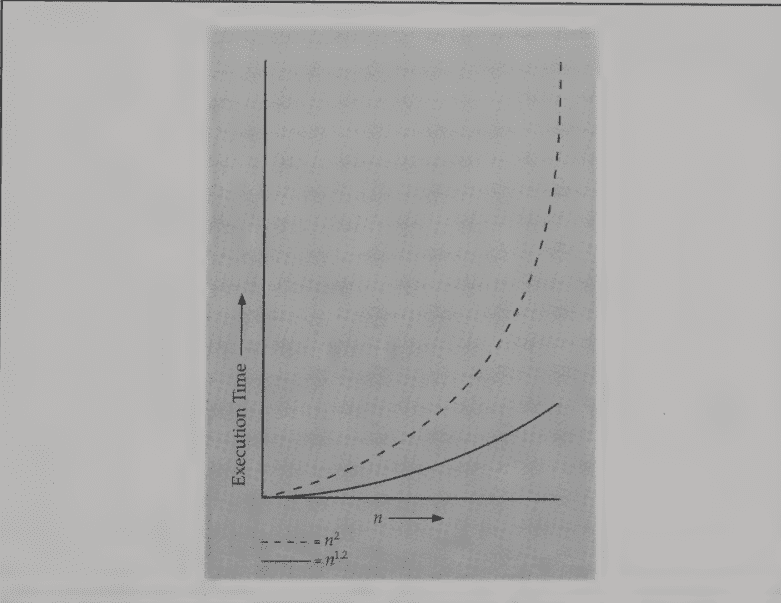 Execution Time
n
= n²
= n¹·²